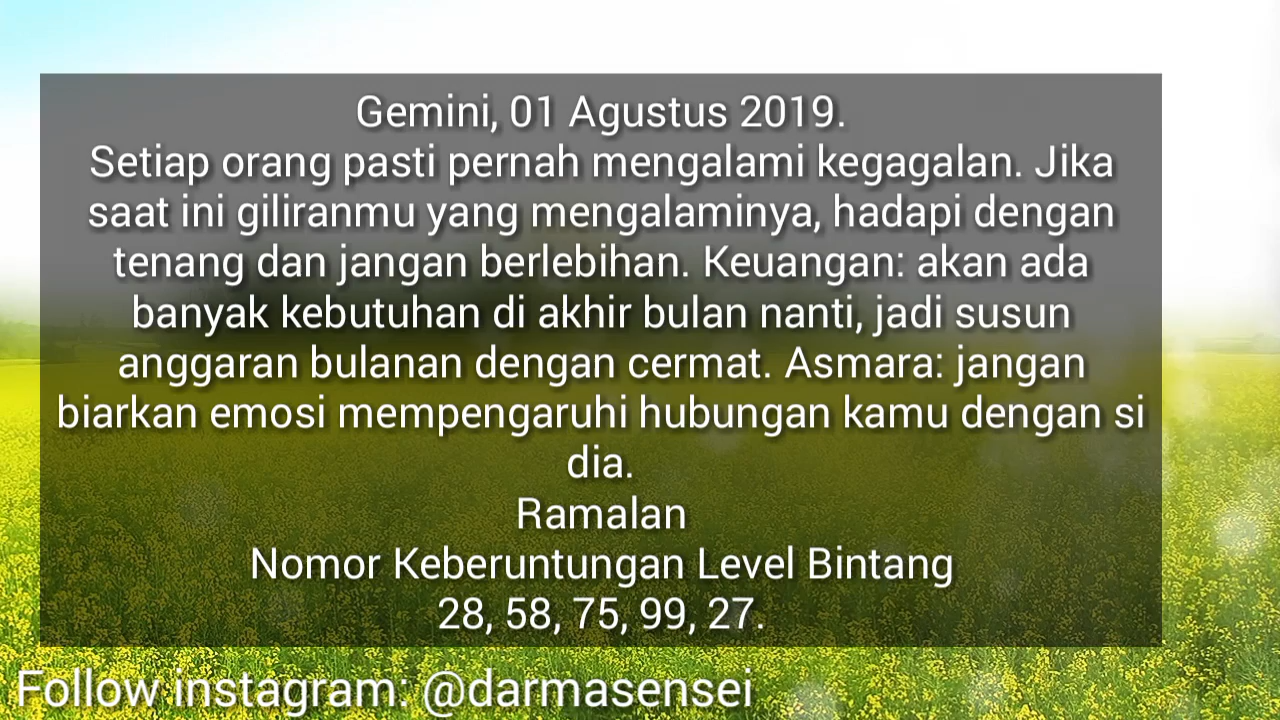 Gemini, 01 Agustus 2019.
Setiap orang pasti pernah mengalami kegagalan. Jika
saat ini giliranmu yang mengalaminya, hadapi dengan
tenang dan jangan berlebihan. Keuangan: akan ada
banyak kebutuhan di akhir bulan nanti, jadi susun
anggaran bulanan dengan cermat. Asmara: jangan
biarkan emosi mempengaruhi hubungan kamu dengan si
dia.
Ramalan
Nomor Keberuntungan Level Bintang
28, 58, 75, 99, 27.
Follow instagram: @darmasensei